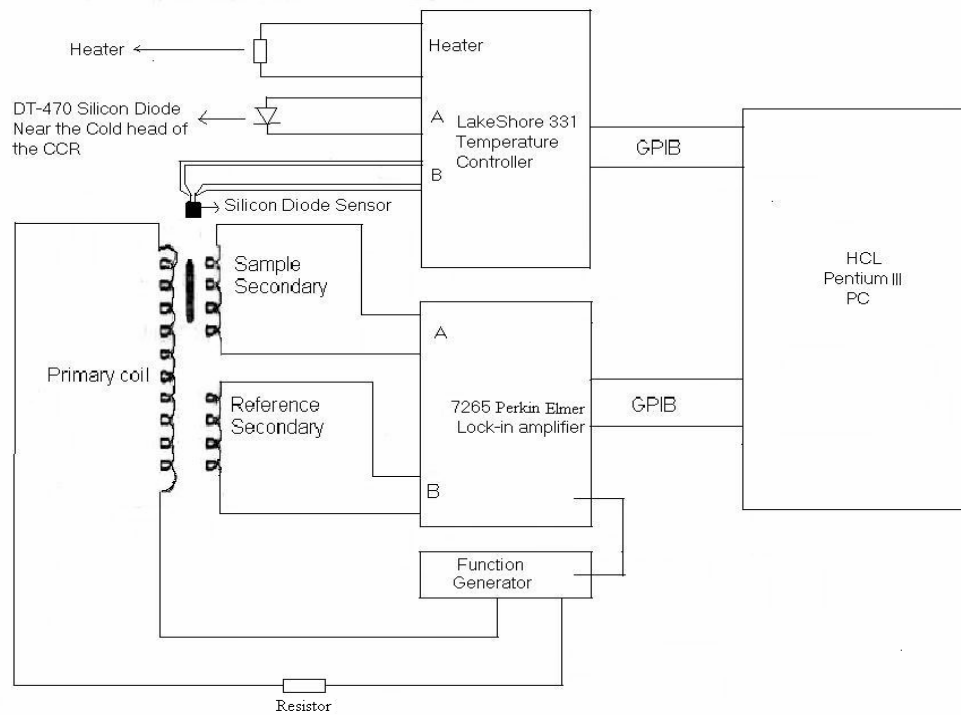 Heater
Heater
DT-470 Silicon Diode
Near the Cold head of
the CCR
A
LakeShore 331
Temperature
Controller
GPIB
B
Silicon Diode Sensor
HCL
Pentium III
PC
Sample
Secondary
A
Primary coil
Reference
Secondary
7265 Perkin Elmer
Lock-in amplifier
GPIB
B
Function
Generator
Resistor